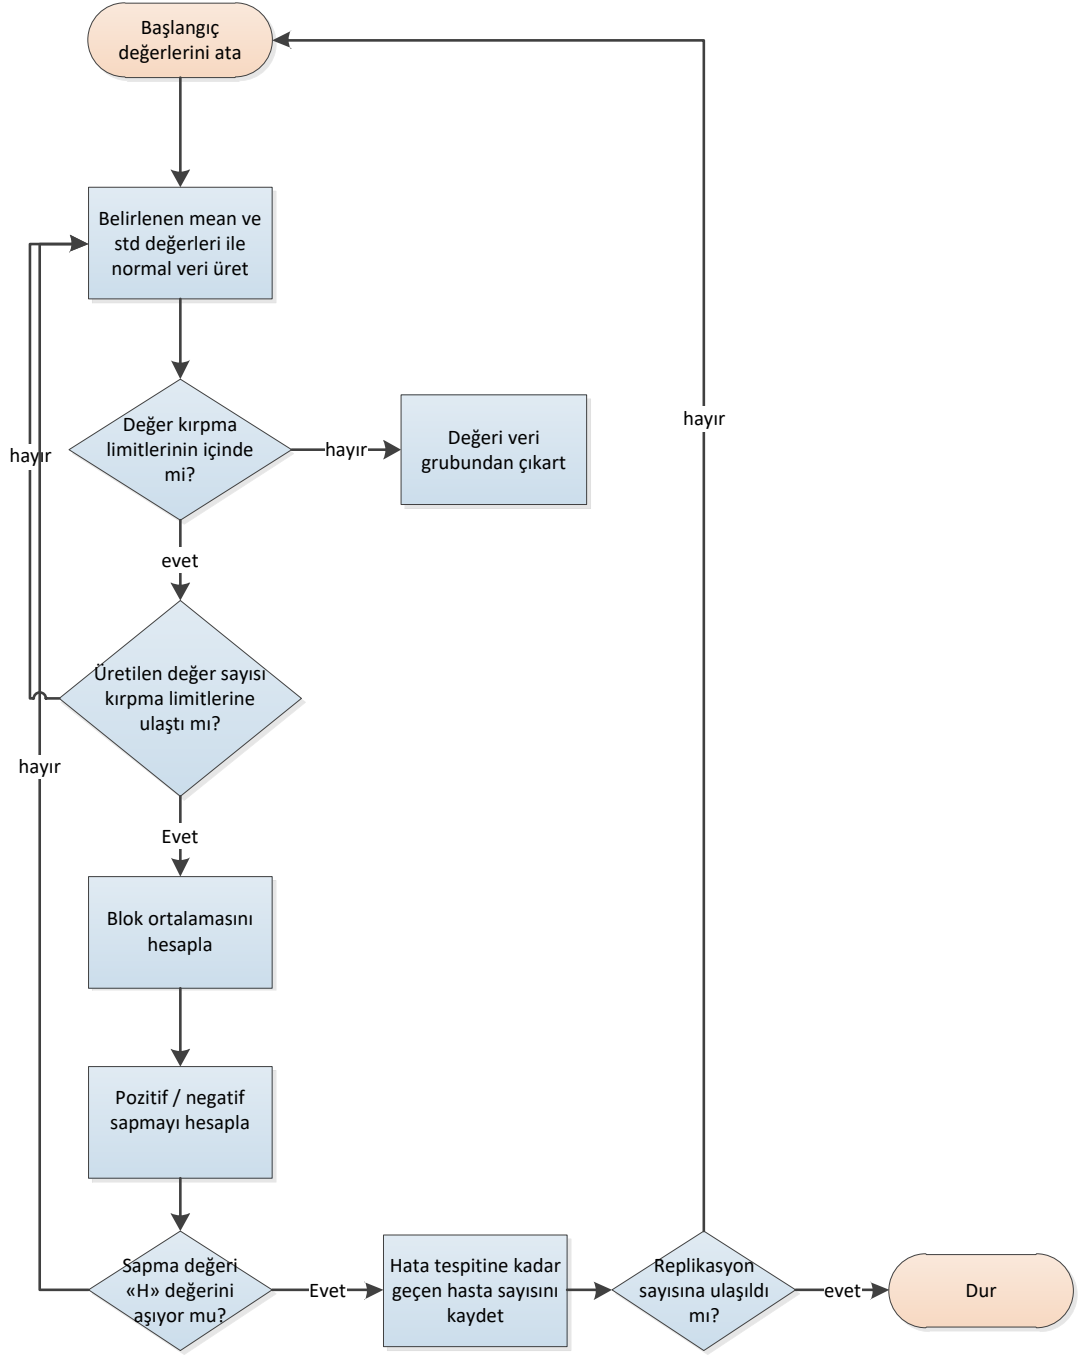 Başlangıç
değerlerini ata
Belirlenen mean ve
std değerleri ile
normal veri üret
Değer kırpma
limitlerinin içinde
mi?
hayır
Değeri veri
grubundan çıkart
hayır
hayır
evet
Üretilen değer sayısı
kırpma limitlerine
ulaştı mı?
hayır
Evet
Blok ortalamasını
hesapla
Pozitif / negatif
sapmayı hesapla
Sapma değeri
«H» değerini
aşıyor mu?
Evet
Hata tespitine kadar
geçen hasta sayısını
kaydet
Replikasyon
sayısına ulaşıldı
mı?
evet
Dur